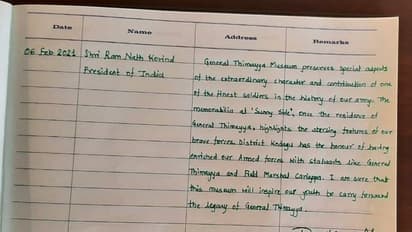 Date Name Address Remarks
06 Feb 2021 Shri Ram Nath Kovind
President of India
General Thimayya Museum preserves special aspects
of the extraordinary character and contribution of one
of the finest soldiers in the history of our army. The
memorabilia at 'Sunny Side', once the residence of
General Thimayya, highlights the sterling features of our
brave forces. District Kodagu has the honour of having
enriched our Armed forces with stalwarts like General
Thimayya and Field Marshal Cariappa. I am sure that
this museum will inspire our youth to carry forward
the legacy of General Thimayya.